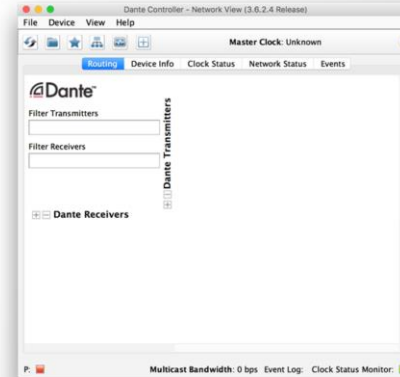 Dante Controller - Network View (3.6.2.4 Release)
File Device View Help
Master Clock: Unknown
Routing Device Info Clock Status Network Status Events
Dante™
Filter Transmitters
Filter Receivers
Dante Transmitters
Dante Receivers
P: Multicast Bandwidth: 0 bps Event Log: Clock Status Monitor: